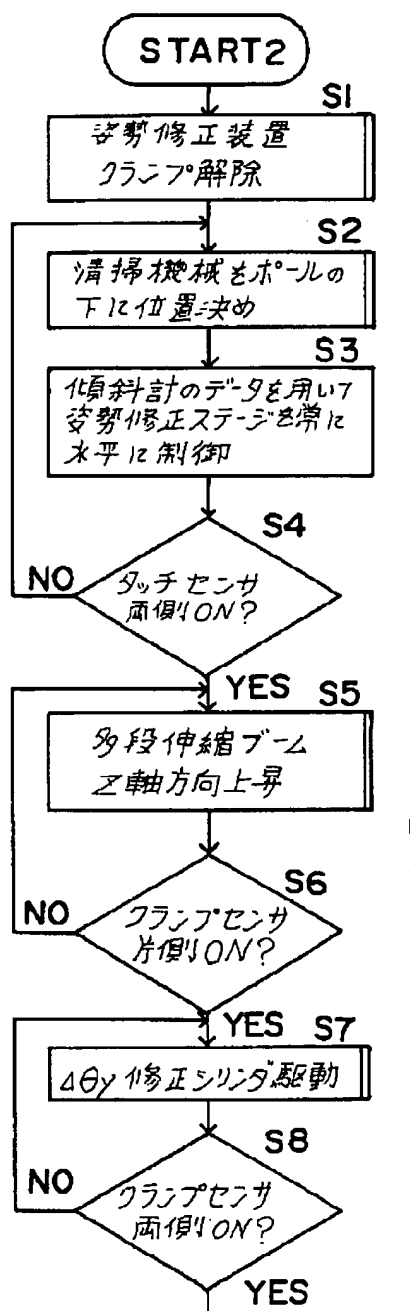 START2
S1
姿勢修正装置
クランプ解除
S2
清掃機械をポールの
下に位置決め
S3
傾斜計のデータを用いて
姿勢修正ステージを常に
水平に制御
S4
タッチセンサ
両側ON?
NO
YES
S5
多段伸縮ブーム
Z軸方向上昇
S6
クランプセンサ
片側ON?
NO
YES
S7
Δθy修正シリンダ駆動
S8
クランプセンサ
両側ON?
NO
YES